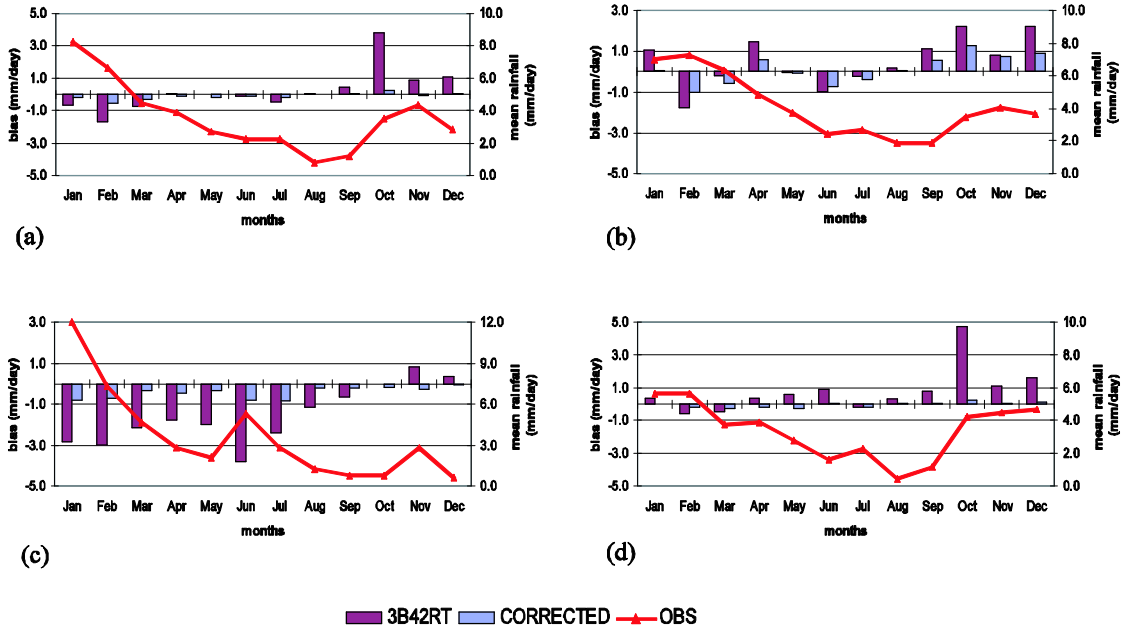 5.0
3.0
1.0
-1.0
-3.0
-5.0
bias (mm/day)
10.0
8.0
6.0
4.0
2.0
0.0
mean rainfall
(mm/day)
Jan Feb Mar Apr May Jun Jul Aug Sep Oct Nov Dec
months
(a)
3.0
1.0
-1.0
-3.0
-5.0
bias (mm/day)
10.0
8.0
6.0
4.0
2.0
0.0
mean rainfall
(mm/day)
Jan Feb Mar Apr May Jun Jul Aug Sep Oct Nov Dec
months
(b)
3.0
1.0
-1.0
-3.0
-5.0
bias (mm/day)
12.0
9.0
6.0
3.0
0.0
mean rainfall
(mm/day)
Jan Feb Mar Apr May Jun Jul Aug Sep Oct Nov Dec
months
(c)
5.0
3.0
1.0
-1.0
-3.0
-5.0
bias (mm/day)
10.0
8.0
6.0
4.0
2.0
0.0
mean rainfall
(mm/day)
Jan Feb Mar Apr May Jun Jul Aug Sep Oct Nov Dec
months
(d)
3B42RT CORRECTED OBS